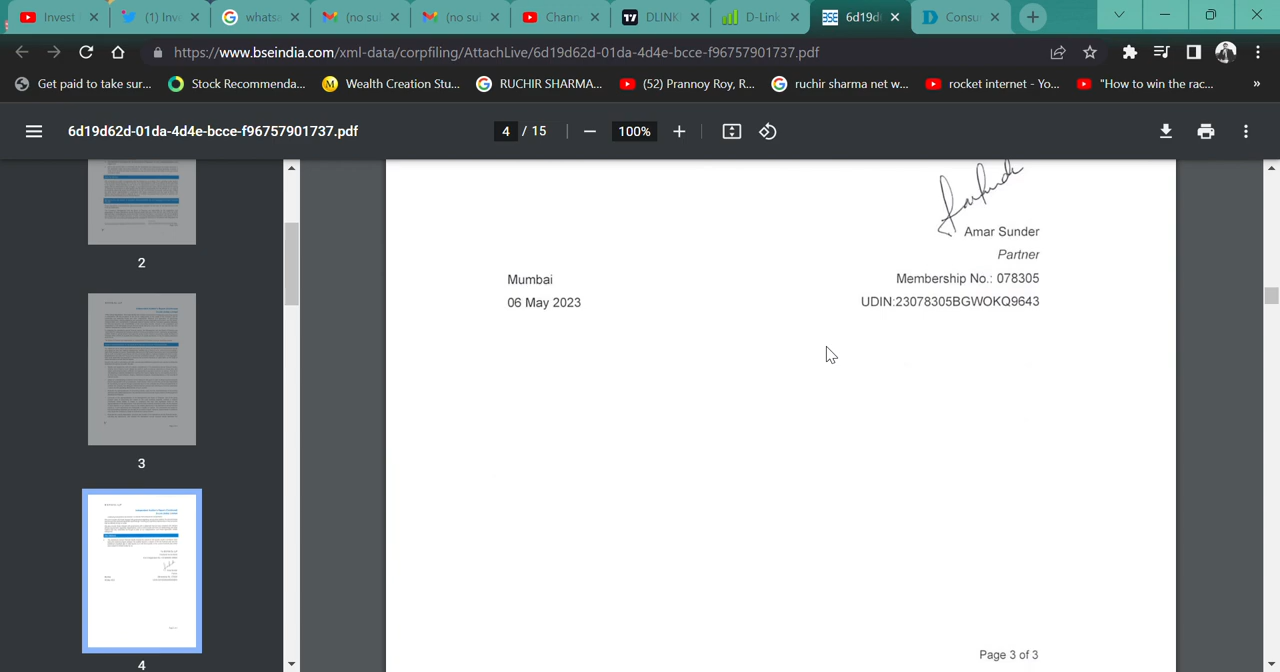 Invest
(1) Inv
whats
(no su
(no su
Chann
DLINK
D-Link
6d19d
Consu
https://www.bseindia.com/xml-data/corpfiling/AttachLive/6d19d62d-01da-4d4e-bcce-f96757901737.pdf
Get paid to take sur...
Stock Recommenda...
Wealth Creation Stu...
RUCHIR SHARMA...
(52) Prannoy Roy, R...
ruchir sharma net w...
rocket internet - Yo...
"How to win the rac...
»
6d19d62d-01da-4d4e-bcce-f96757901737.pdf
4 / 15
100%
2
3
4
Amar Sunder
Partner
Mumbai
Membership No.: 078305
06 May 2023
UDIN:23078305BGWOKQ9643
Page 3 of 3